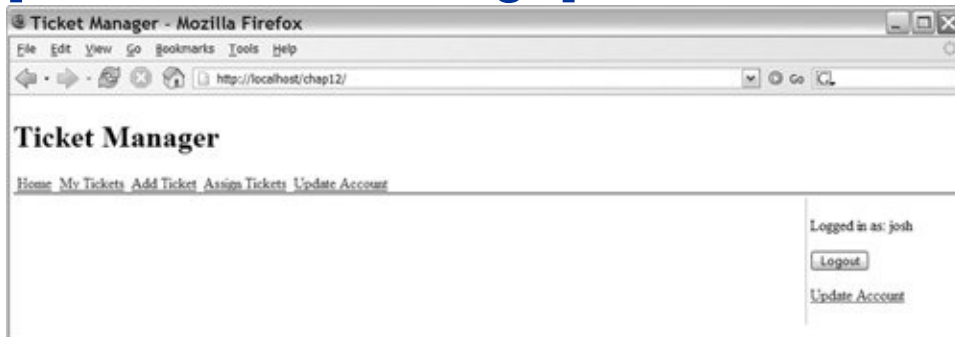 Ticket Manager - Mozilla Firefox
File Edit View Go Bookmarks Tools Help
http://localhost/chap12/ Go
Ticket Manager
Home My Tickets Add Ticket Assign Tickets Update Account
Logged in as: josh
Logout
Update Account